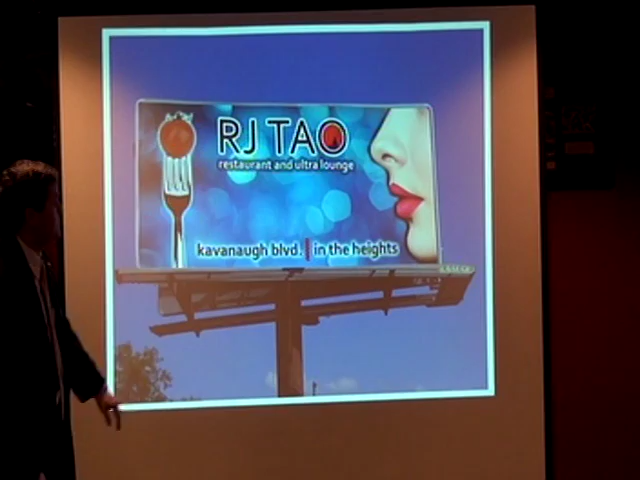 RJ TAO
restaurant and ultra lounge
kavanaugh blvd. | in the heights